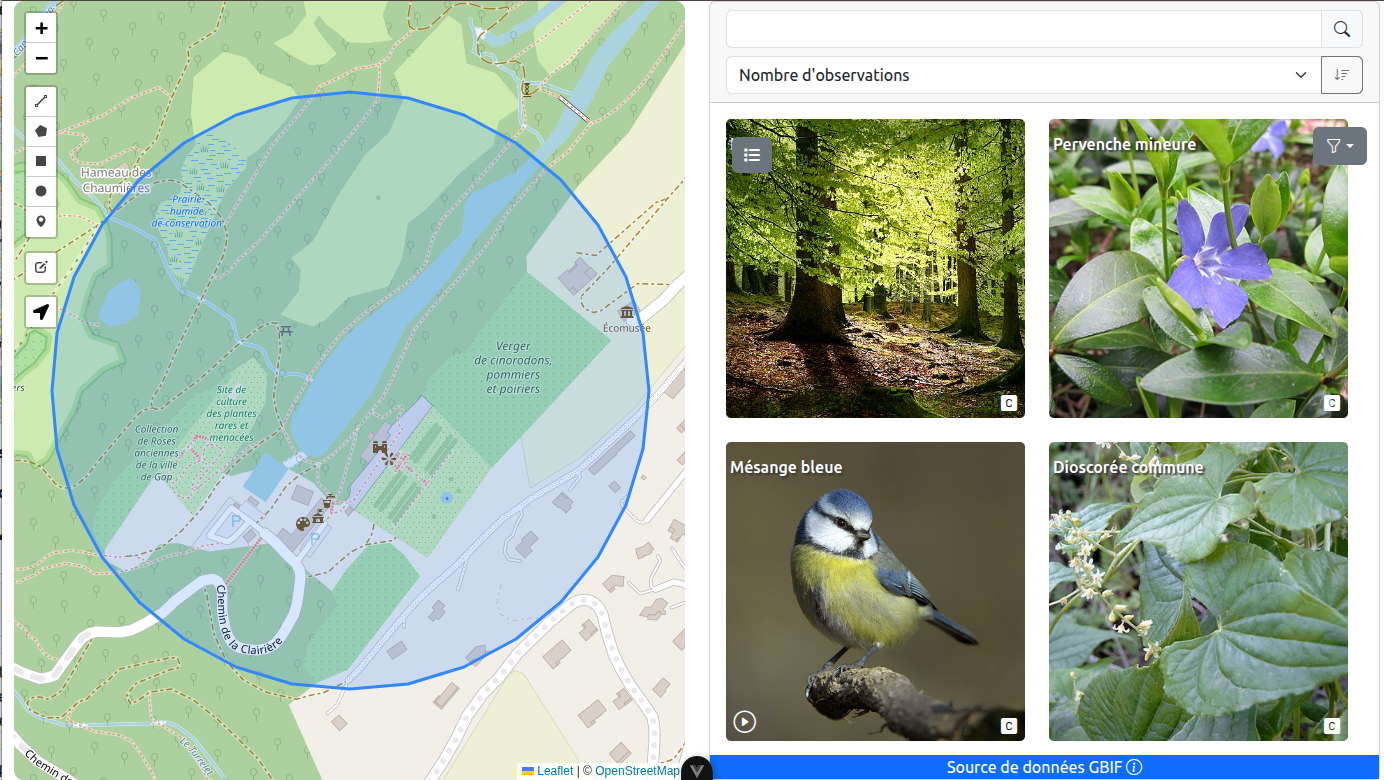 +
−
Hameau des
Chaumières
Prairie
humide
de conservation
Écomusée
Verger
de cinorodons,
pommiers
et poiriers
Site de
culture
des plantes
rares et
menacées
Collection
de Roses
anciennes
de la ville
de Gap
P
P
Chemin de la Clairière
Le Turrelet
Chemin de
ers
Leaflet | © OpenStreetMap
Nombre d'observations
C
Pervenche mineure
C
Mésange bleue
C
Dioscorée commune
C
Source de données GBIF